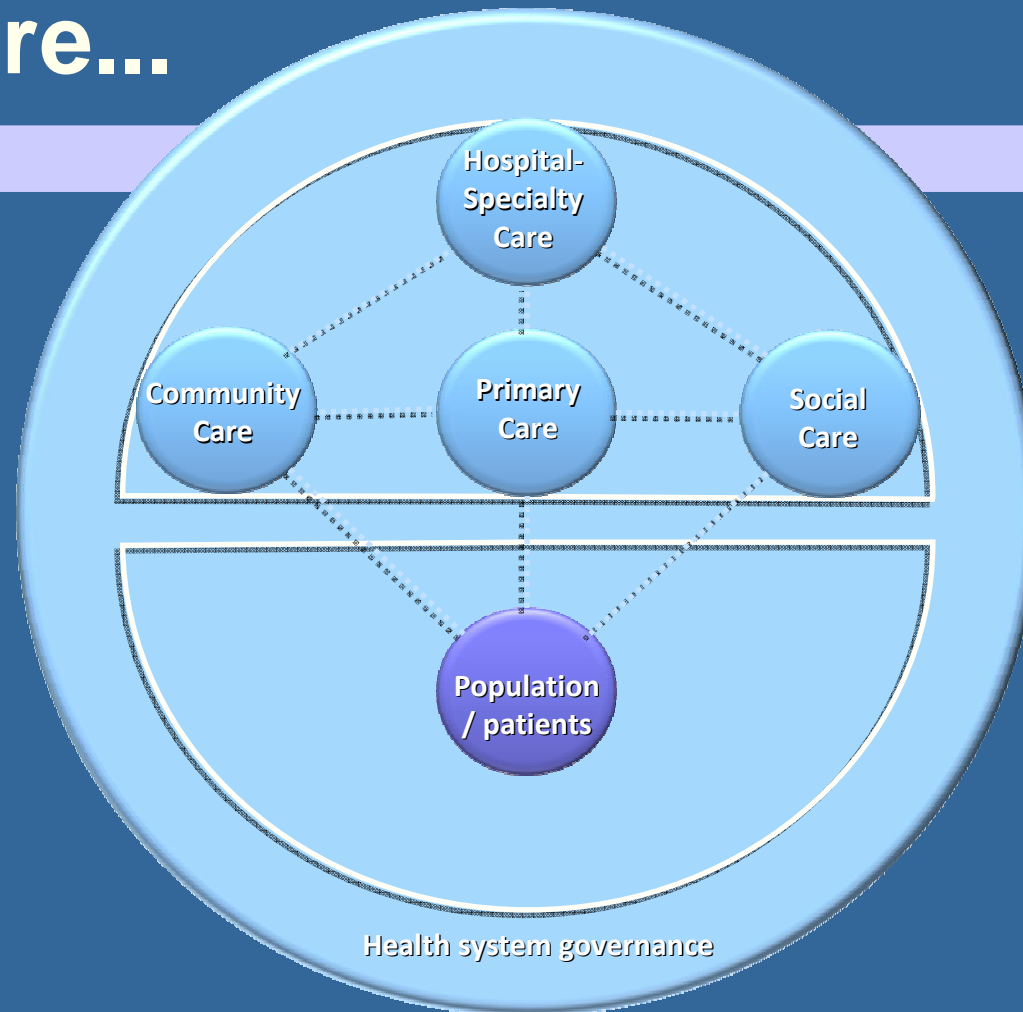 re...
Hospital-
Specialty
Care
Community
Care
Primary
Care
Social
Care
Population
/ patients
Health system governance